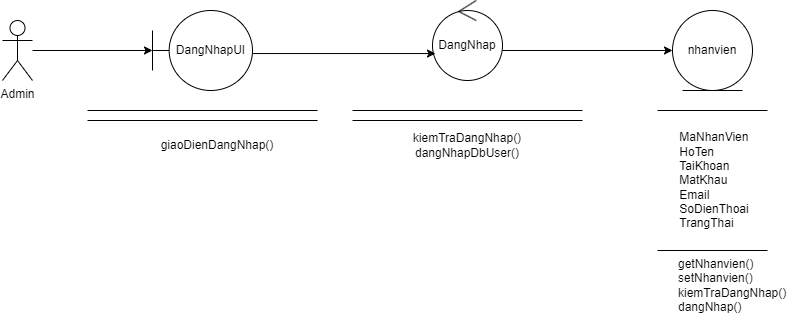 Admin
DangNhapUI
DangNhap
nhanvien
giaoDienDangNhap()
kiemTraDangNhap()
dangNhapDbUser()
MaNhanVien
HoTen
TaiKhoan
MatKhau
Email
SoDienThoai
TrangThai
getNhanvien()
setNhanvien()
kiemTraDangNhap()
dangNhap()